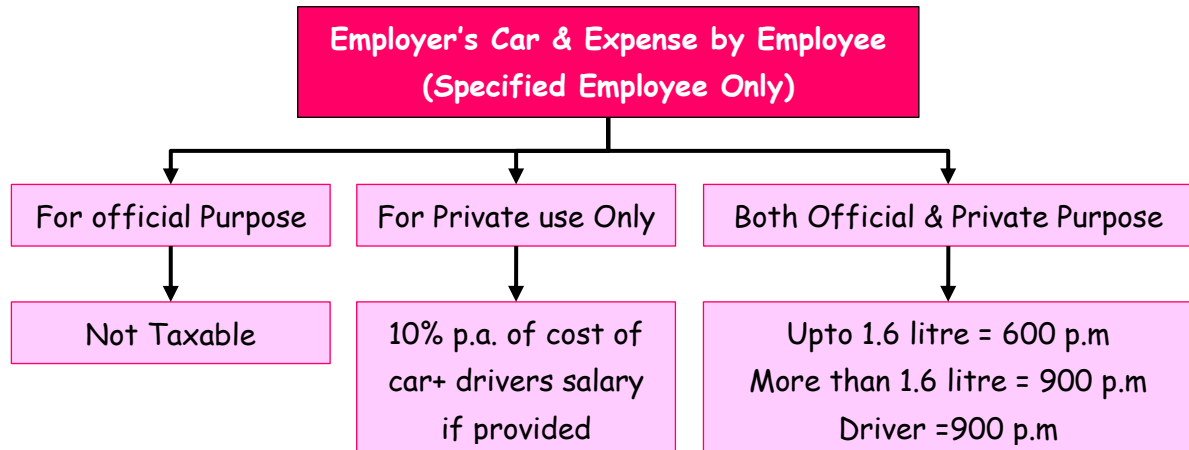 Employer’s Car & Expense by Employee
(Specified Employee Only)
For official Purpose
For Private use Only
Both Official & Private Purpose
Not Taxable
10% p.a. of cost of
car+ drivers salary
if provided
Upto 1.6 litre = 600 p.m
More than 1.6 litre = 900 p.m
Driver =900 p.m